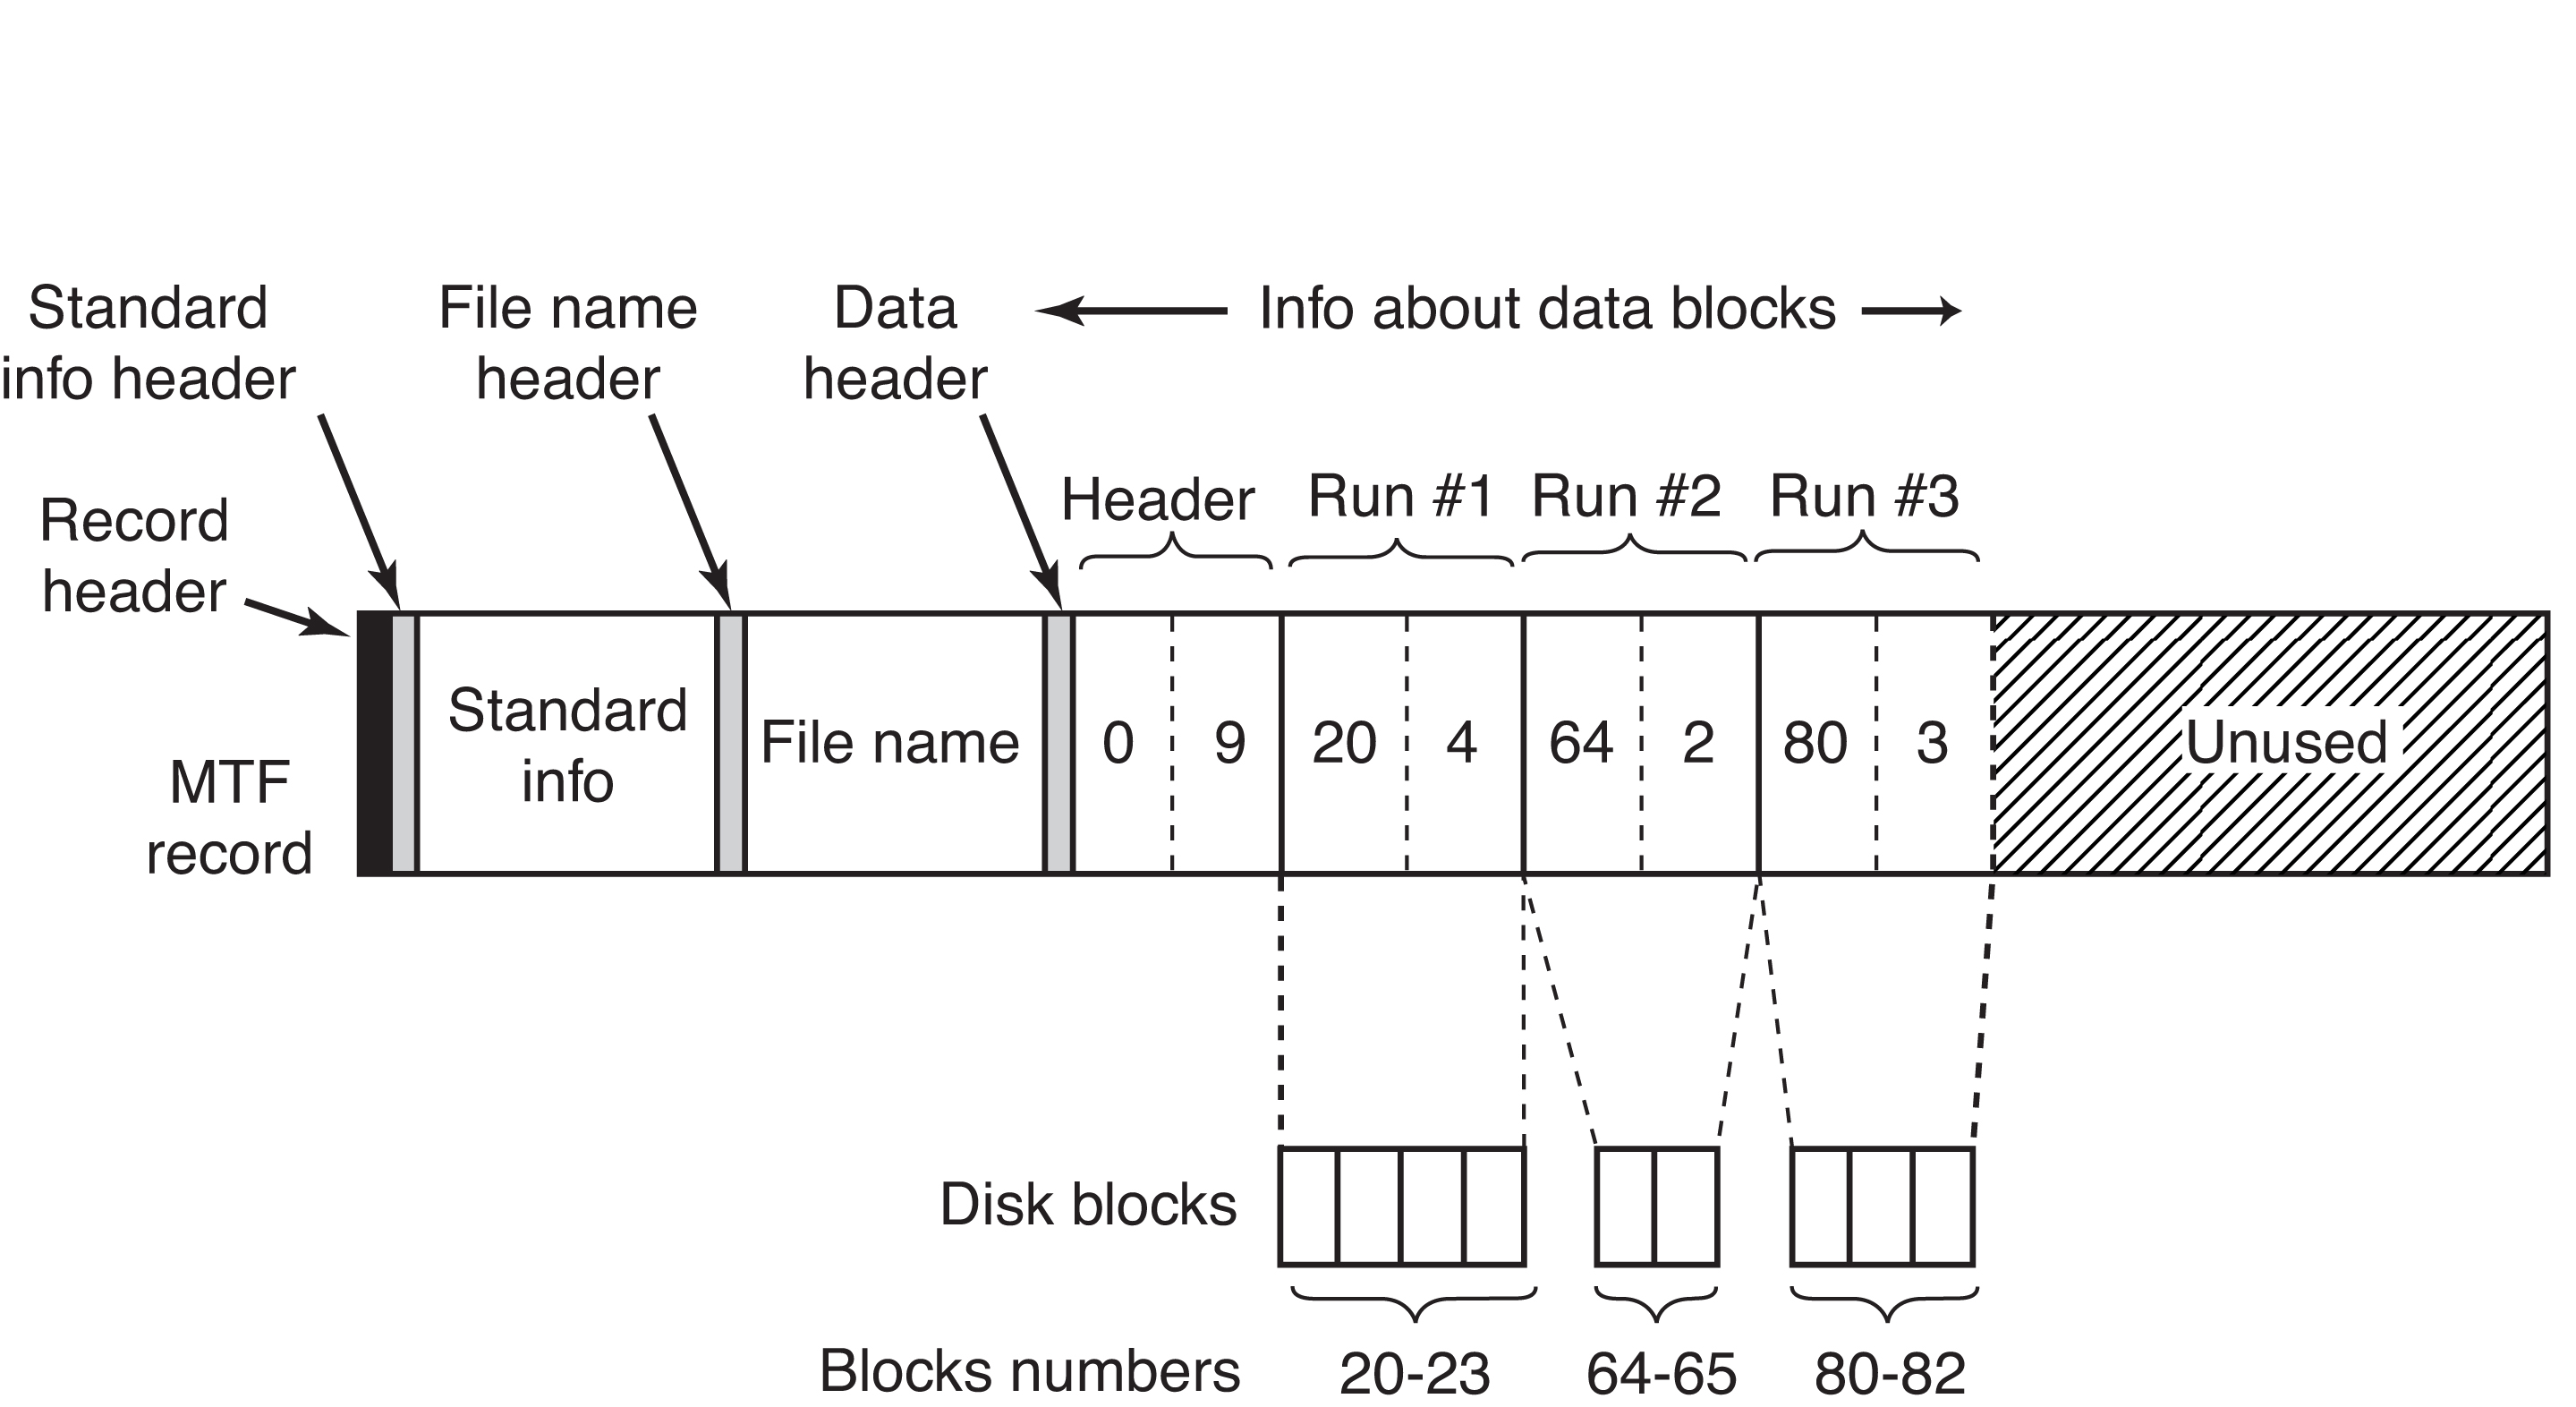 Standard
info header
File name
header
Data
header
Info about data blocks
Record
header
Header
Run #1
Run #2
Run #3
MTF
record
Standard
info
File name
0
9
20
4
64
2
80
3
Unused
Disk blocks
Blocks numbers
20-23
64-65
80-82